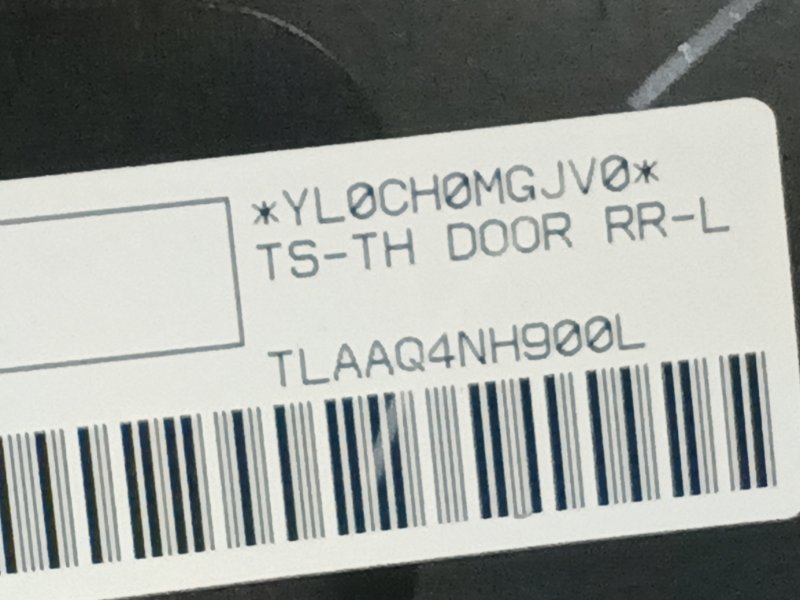 *YL0CH0MGJV0*
TS-TH DOOR RR-L
TLAAQ4NH900L